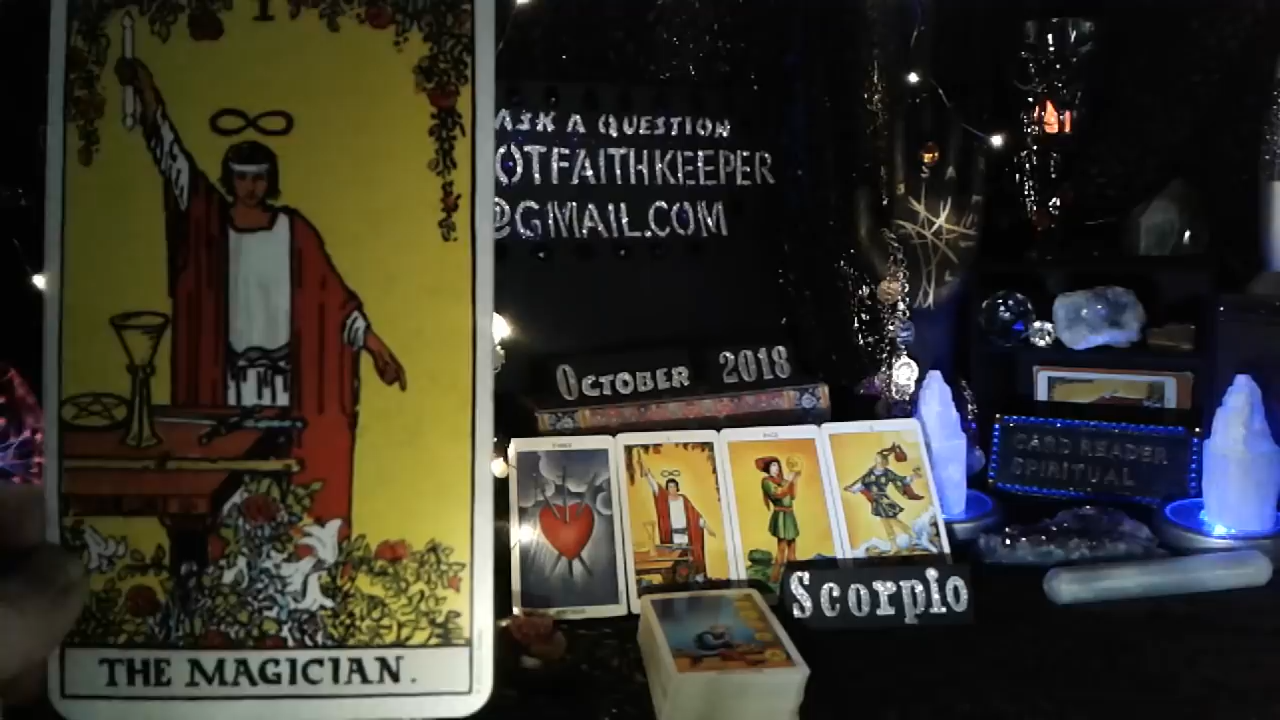 I
THE MAGICIAN.
ASK A QUESTION
OTFAITHKEEPER
@GMAIL.COM
OCTOBER 2018
Scorpio
CARD READER
SPIRITUAL